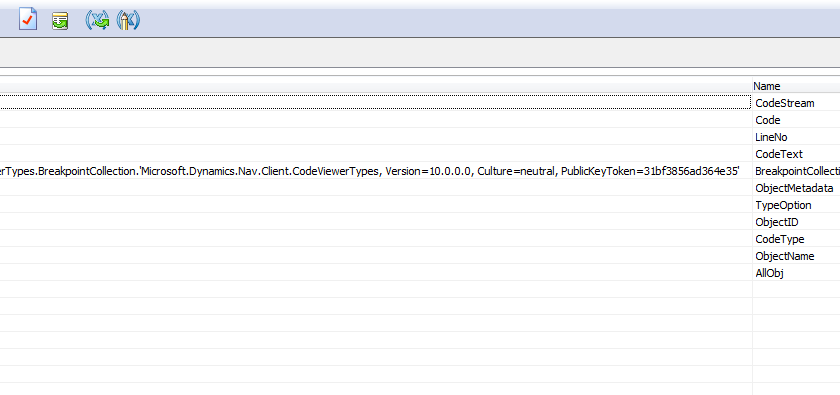 Name
CodeStream
Code
LineNo
CodeText
erTypes.BreakpointCollection.'Microsoft.Dynamics.Nav.Client.CodeViewerTypes, Version=10.0.0.0, Culture=neutral, PublicKeyToken=31bf3856ad364e35' BreakpointCollecti
ObjectMetadata
TypeOption
ObjectID
CodeType
ObjectName
AllObj